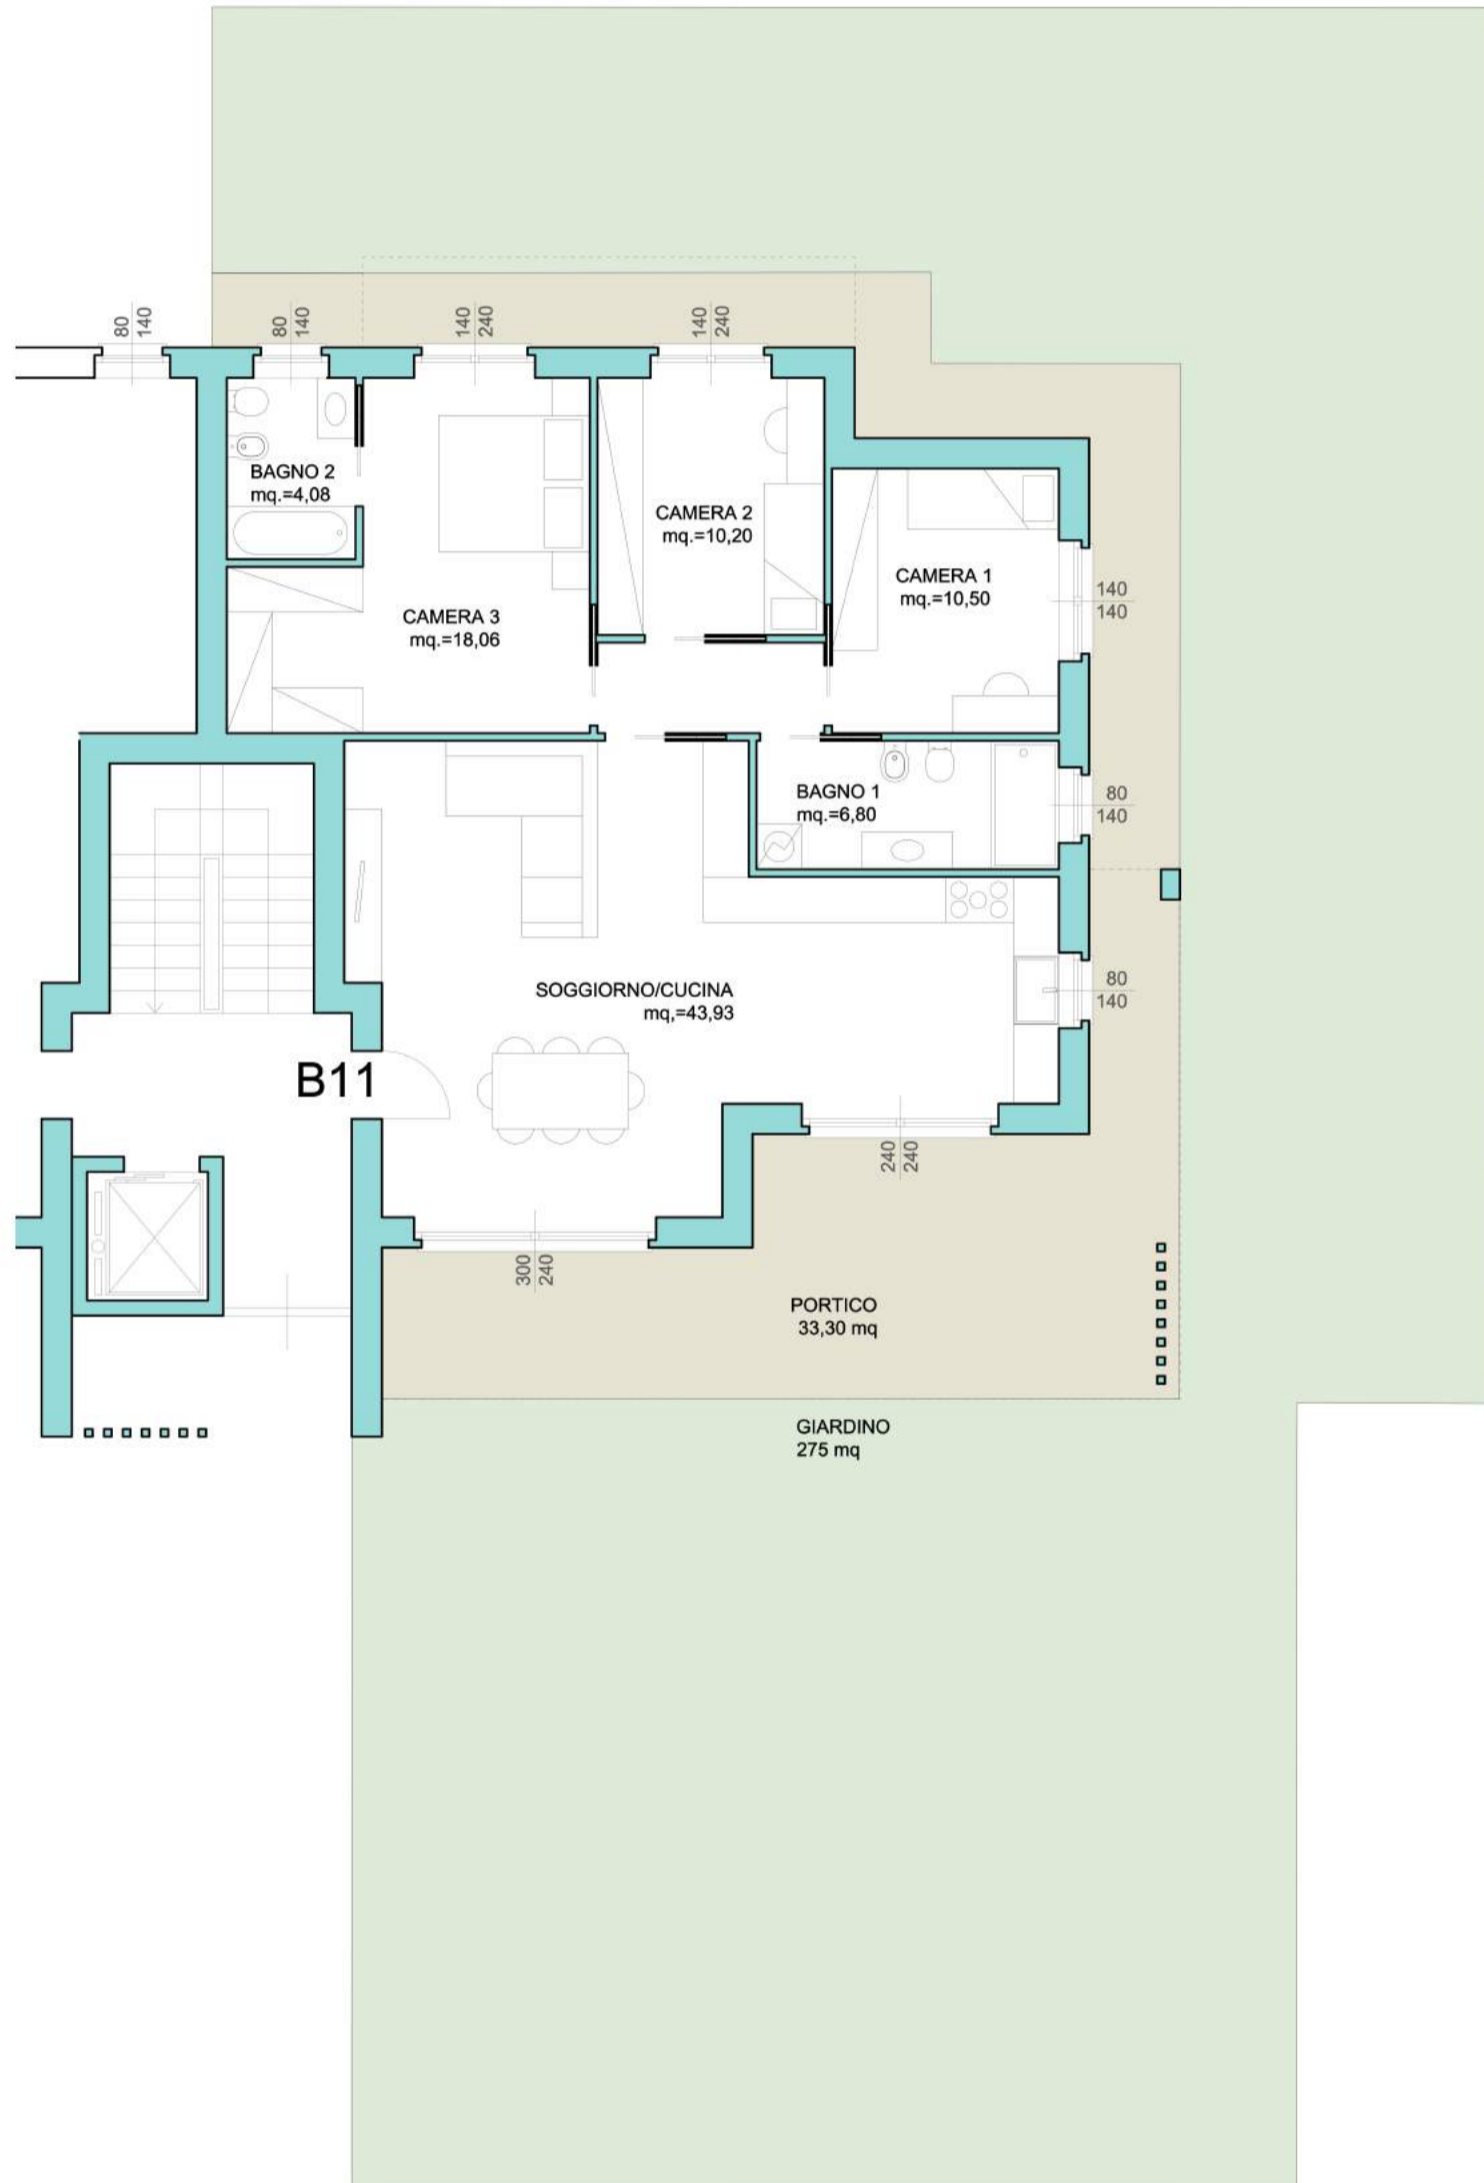 80
140
80
140
140
240
140
240
BAGNO 2
mq.=4,08
CAMERA 2
mq.=10,20
CAMERA 1
mq.=10,50
140
140
CAMERA 3
mq.=18,06
BAGNO 1
mq.=6,80
80
140
SOGGIORNO/CUCINA
mq,=43,93
80
140
B11
240
240
300
240
PORTICO
33,30 mq
GIARDINO
275 mq